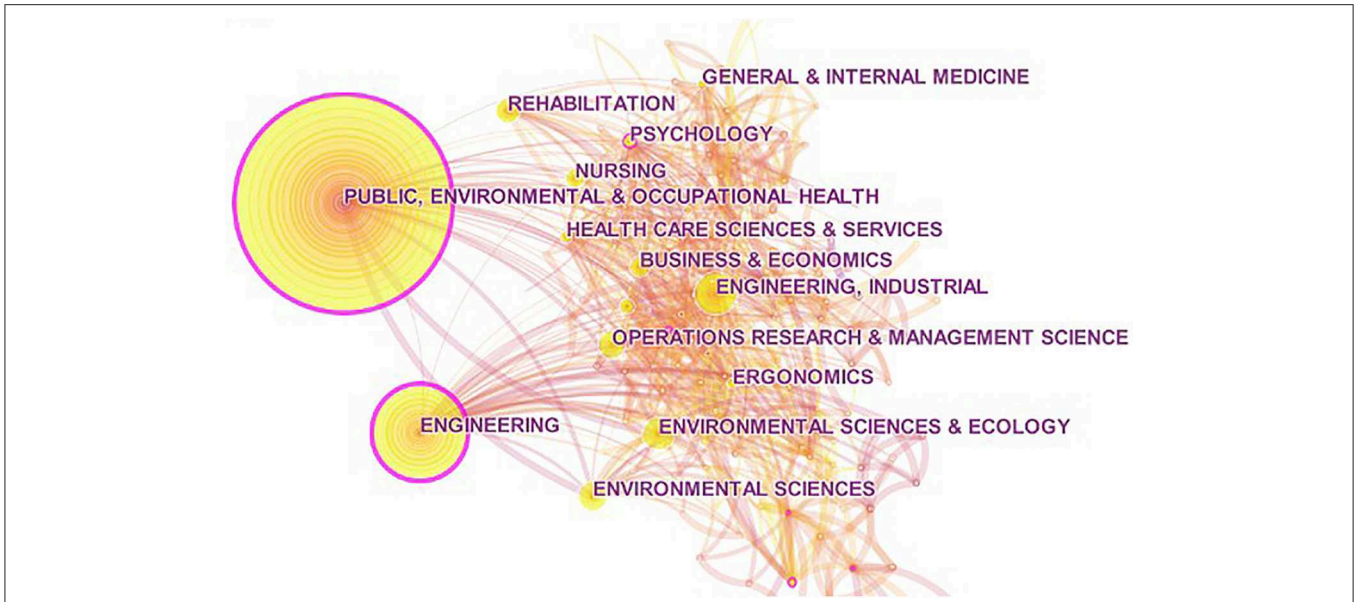 GENERAL & INTERNAL MEDICINE
REHABILITATION
PSYCHOLOGY
NURSING
PUBLIC, ENVIRONMENTAL & OCCUPATIONAL HEALTH
HEALTH CARE SCIENCES & SERVICES
BUSINESS & ECONOMICS
ENGINEERING, INDUSTRIAL
OPERATIONS RESEARCH & MANAGEMENT SCIENCE
ERGONOMICS
ENGINEERING
ENVIRONMENTAL SCIENCES & ECOLOGY
ENVIRONMENTAL SCIENCES